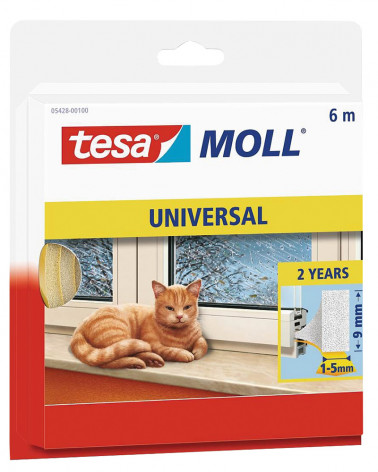 05428-00100
6 m
tesa MOLL®
UNIVERSAL
2 YEARS
9 mm
1-5mm